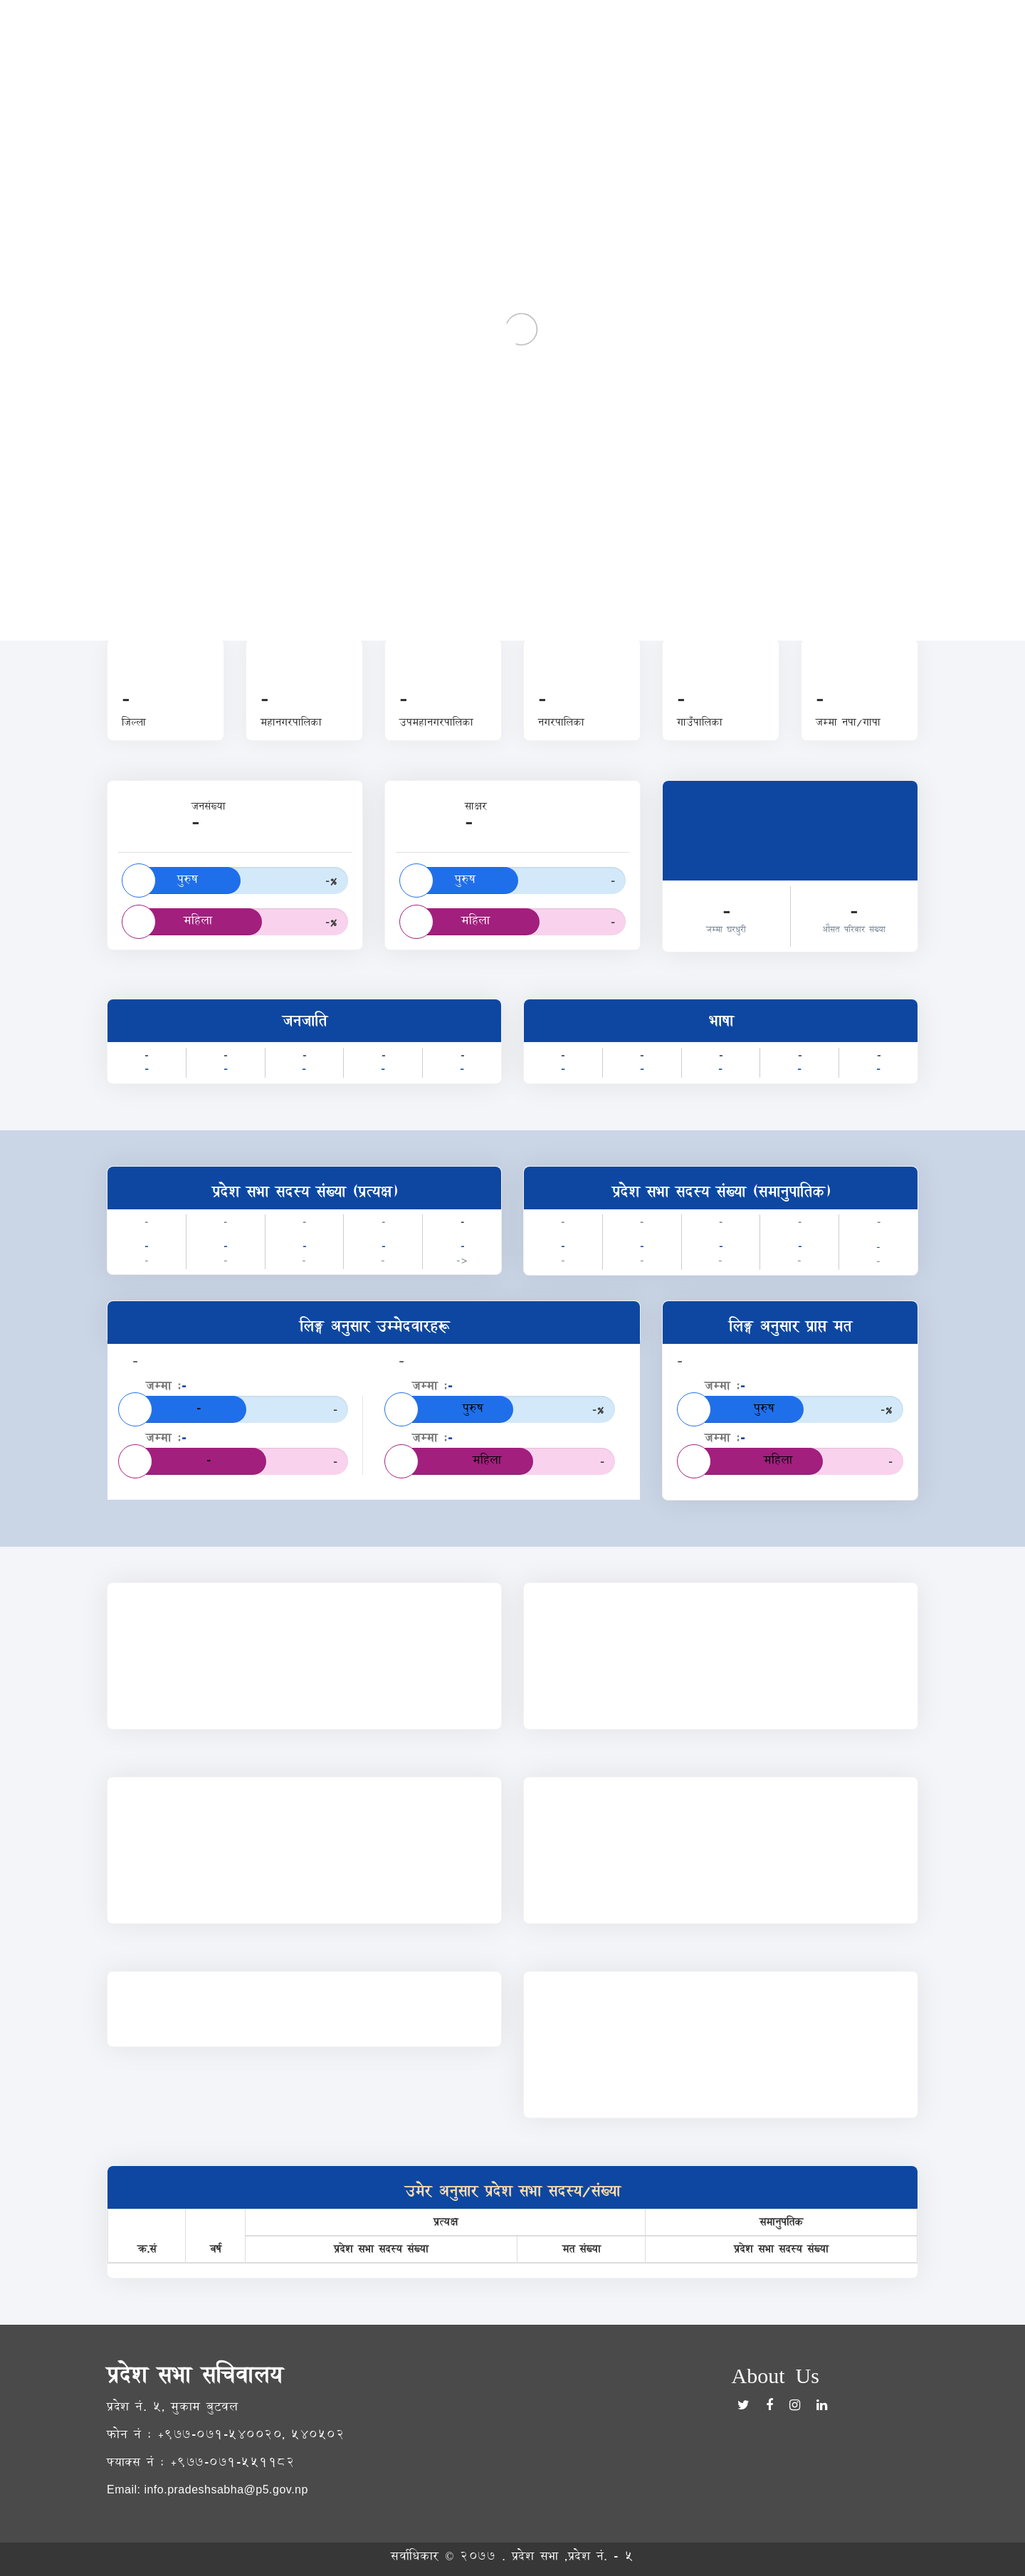 - - - - - -
जिल्ला महानगरपालिका उपमहानगरपालिका नगरपालिका गाउँपालिका जम्मा नपा/गापा
जनसंख्या
-
पुरुष -%
महिला -%
साक्षर
-
पुरुष -
महिला -
- -
जम्मा घरधुरी औसत परिवार संख्या
जनजाति
- - - - -
- - - - -
भाषा
- - - - -
- - - - -
प्रदेश सभा सदस्य संख्या (प्रत्यक्ष)
- - - - -
- - - - -
- - - - ->
प्रदेश सभा सदस्य संख्या (समानुपातिक)
- - - - -
- - - - -
- - - - -
लिङ्ग अनुसार उम्मेदवारहरू
- -
जम्मा :- जम्मा :-
- - पुरुष -%
जम्मा :- जम्मा :-
- - महिला -
लिङ्ग अनुसार प्राप्त मत
-
जम्मा :-
पुरुष -%
जम्मा :-
महिला -
उमेर अनुसार प्रदेश सभा सदस्य/संख्या
प्रत्यक्ष समानुपतिक
क.सं वर्ष प्रदेश सभा सदस्य संख्या मत संख्या प्रदेश सभा सदस्य संख्या
प्रदेश सभा सचिवालय
प्रदेश नं. ५, मुकाम बुटवल
फोन नं : +९७७-०७१-५४००२०, ५४०५०२
फ्याक्स नं : +९७७-०७१-५५११८२
Email: info.pradeshsabha@p5.gov.np
About Us
सर्वाधिकार © २०७७ . प्रदेश सभा ,प्रदेश नं. - ५